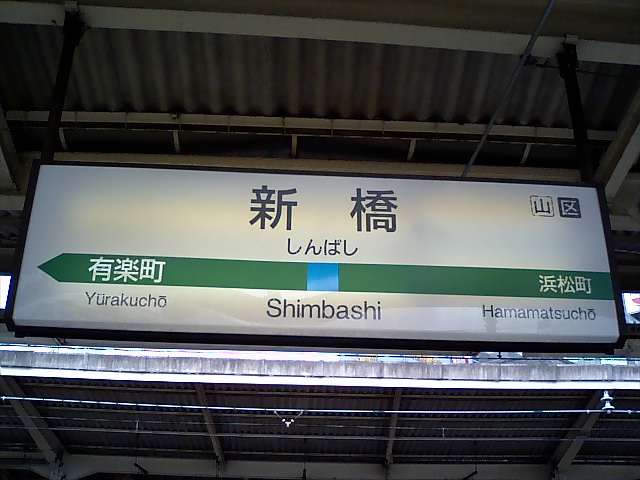 新 橋
山 区
しんばし
有楽町
浜松町
Yūrakuchō
Shimbashi
Hamamatsuchō